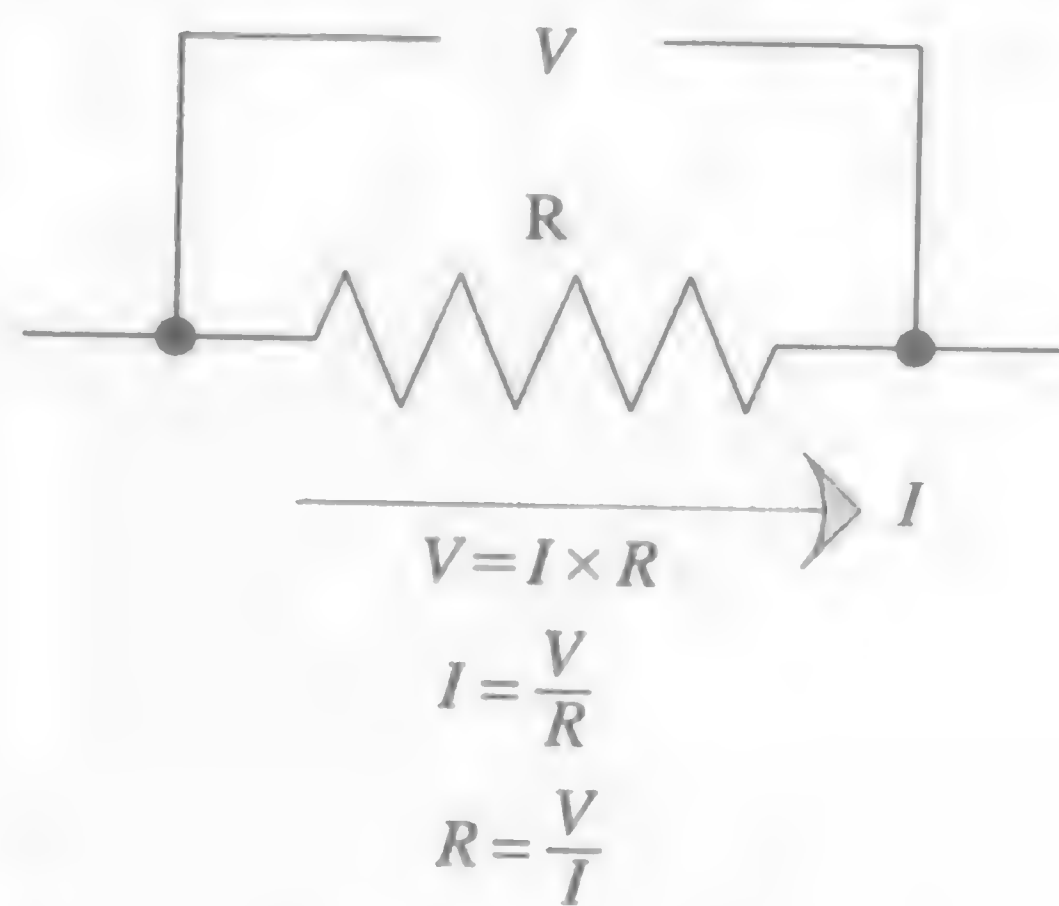 V
R
I
V = I × R
I = V/R
R = V/I